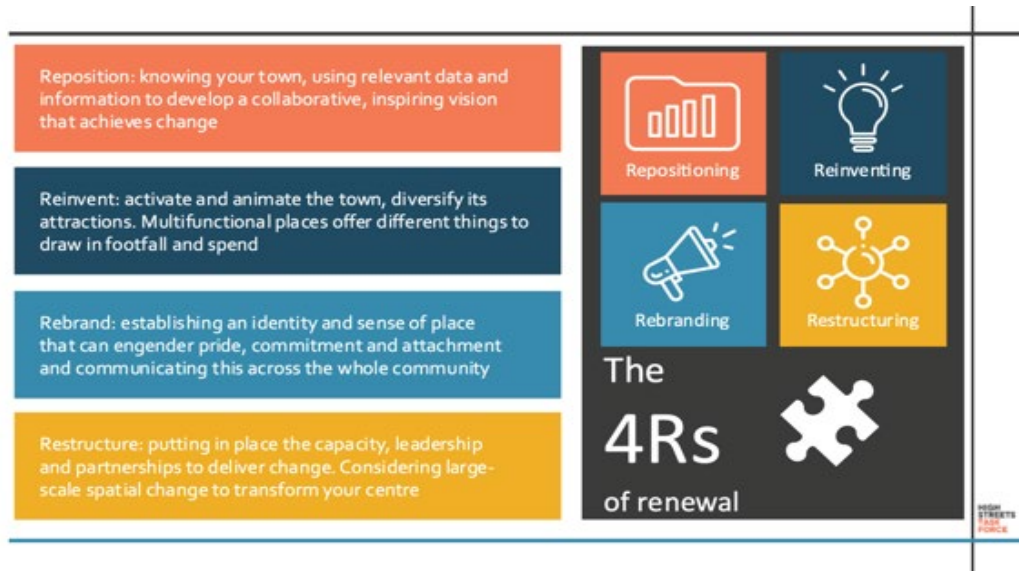 Reposition: knowing your town, using relevant data and
information to develop a collaborative, inspiring vision
that achieves change
Reinvent: activate and animate the town, diversify its
attractions. Multifunctional places offer different things to
draw in footfall and spend
Rebrand: establishing an identity and sense of place
that can engender pride, commitment and attachment
and communicating this across the whole community
Restructure: putting in place the capacity, leadership
and partnerships to deliver change. Considering large-
scale spatial change to transform your centre
Repositioning
Reinventing
Rebranding
Restructuring
The
4Rs
of renewal
HIGH
STREETS
TASK
FORCE